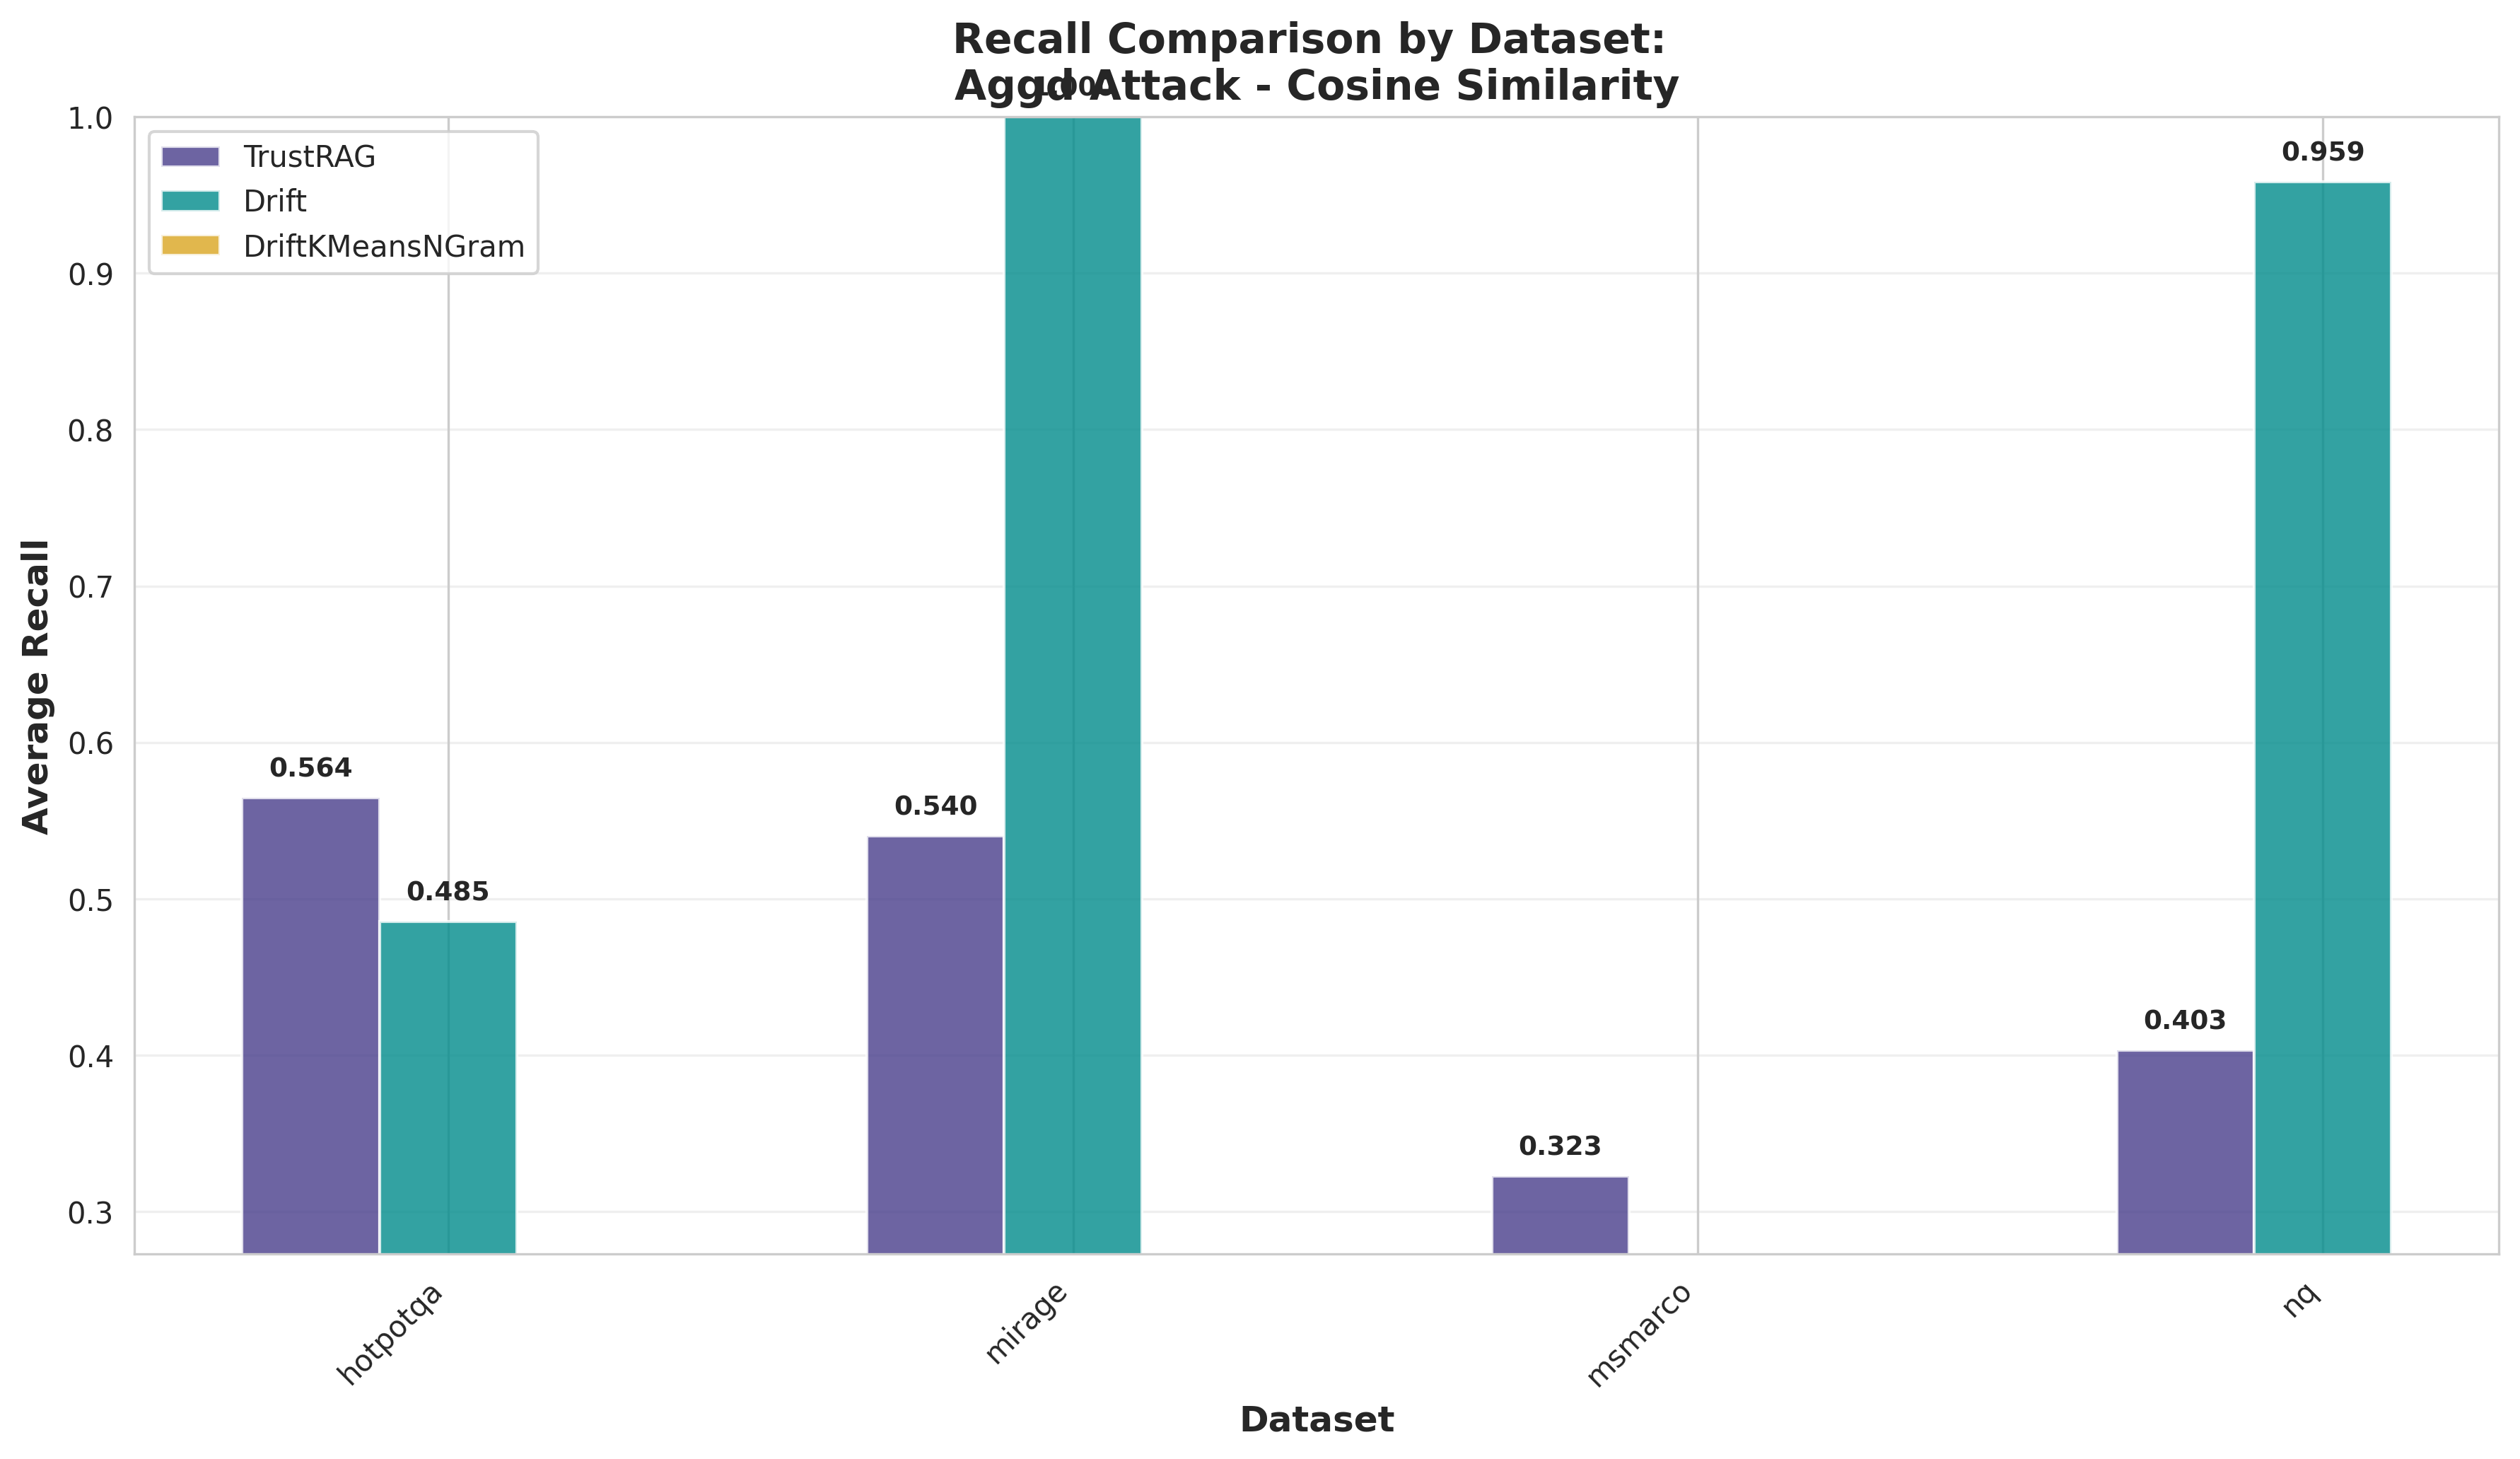 Recall Comparison by Dataset:
Aggd Attack - Cosine Similarity
1.0
0.9
0.8
0.7
0.6
0.5
0.4
0.3
Average Recall
TrustRAG
Drift
DriftKMeansNGram
0.564
0.485
0.540
0.323
0.403
0.959
hotpotqa
mirage
msmarco
nq
Dataset